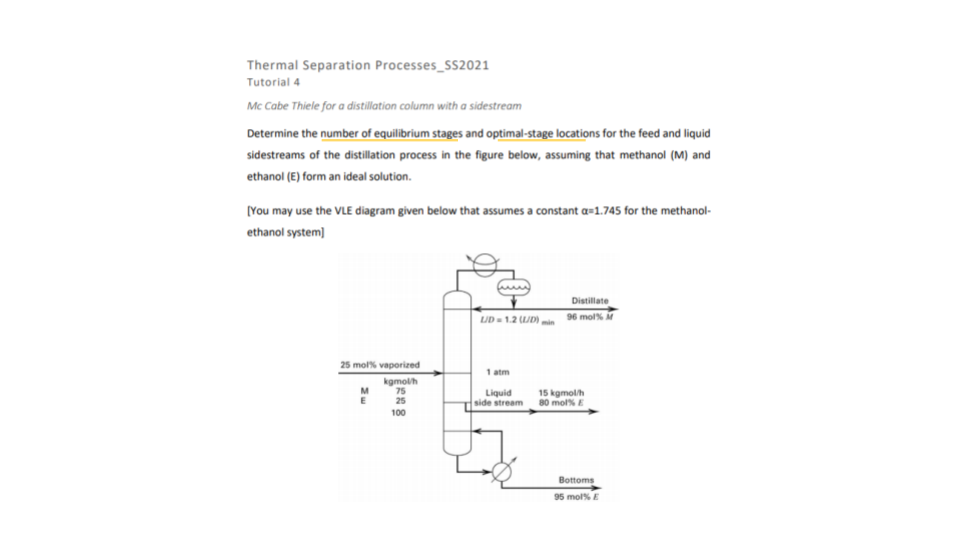 Thermal Separation Processes_SS2021
Tutorial 4
Mc Cabe Thiele for a distillation column with a sidestream
Determine the number of equilibrium stages and optimal-stage locations for the feed and liquid
sidestreams of the distillation process in the figure below, assuming that methanol (M) and
ethanol (E) form an ideal solution.
[You may use the VLE diagram given below that assumes a constant α=1.745 for the methanol-
ethanol system]
Distillate
L/D = 1.2 (L/D) min
96 mol% M
25 mol% vaporized
kgmol/h
M 75
E 25
100
1 atm
Liquid
side stream
15 kgmol/h
80 mol% E
Bottoms
95 mol% E